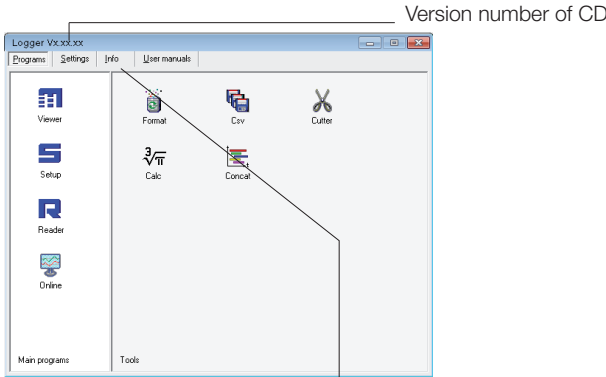 Version number of CD
Logger Vx.xx.xx
Programs Settings Info User manuals
Viewer Format Csv Cutter
Setup Calc Concat
Reader
Online
Main programs Tools